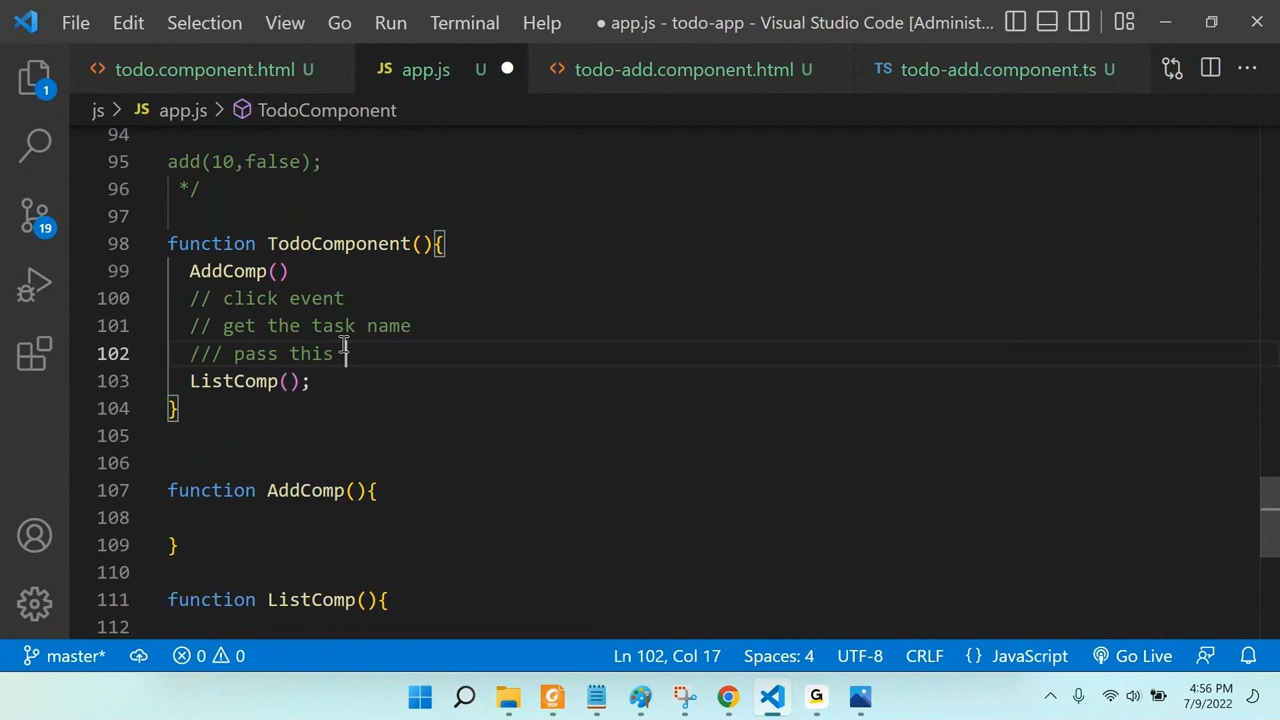 File Edit Selection View Go Run Terminal Help ● app.js - todo-app - Visual Studio Code [Administ...
todo.component.html U JS app.js U todo-add.component.html U TS todo-add.component.ts U
js > JS app.js > TodoComponent
94
95 add(10,false);
96 */
97
98 function TodoComponent(){
99 AddComp()
100 // click event
101 // get the task name
102 /// pass this
103 ListComp();
104 }
105
106
107 function AddComp(){
108
109 }
110
111 function ListComp(){
112
1
19
master* 0 0 Ln 102, Col 17 Spaces: 4 UTF-8 CRLF {} JavaScript Go Live
4:56 PM
7/9/2022